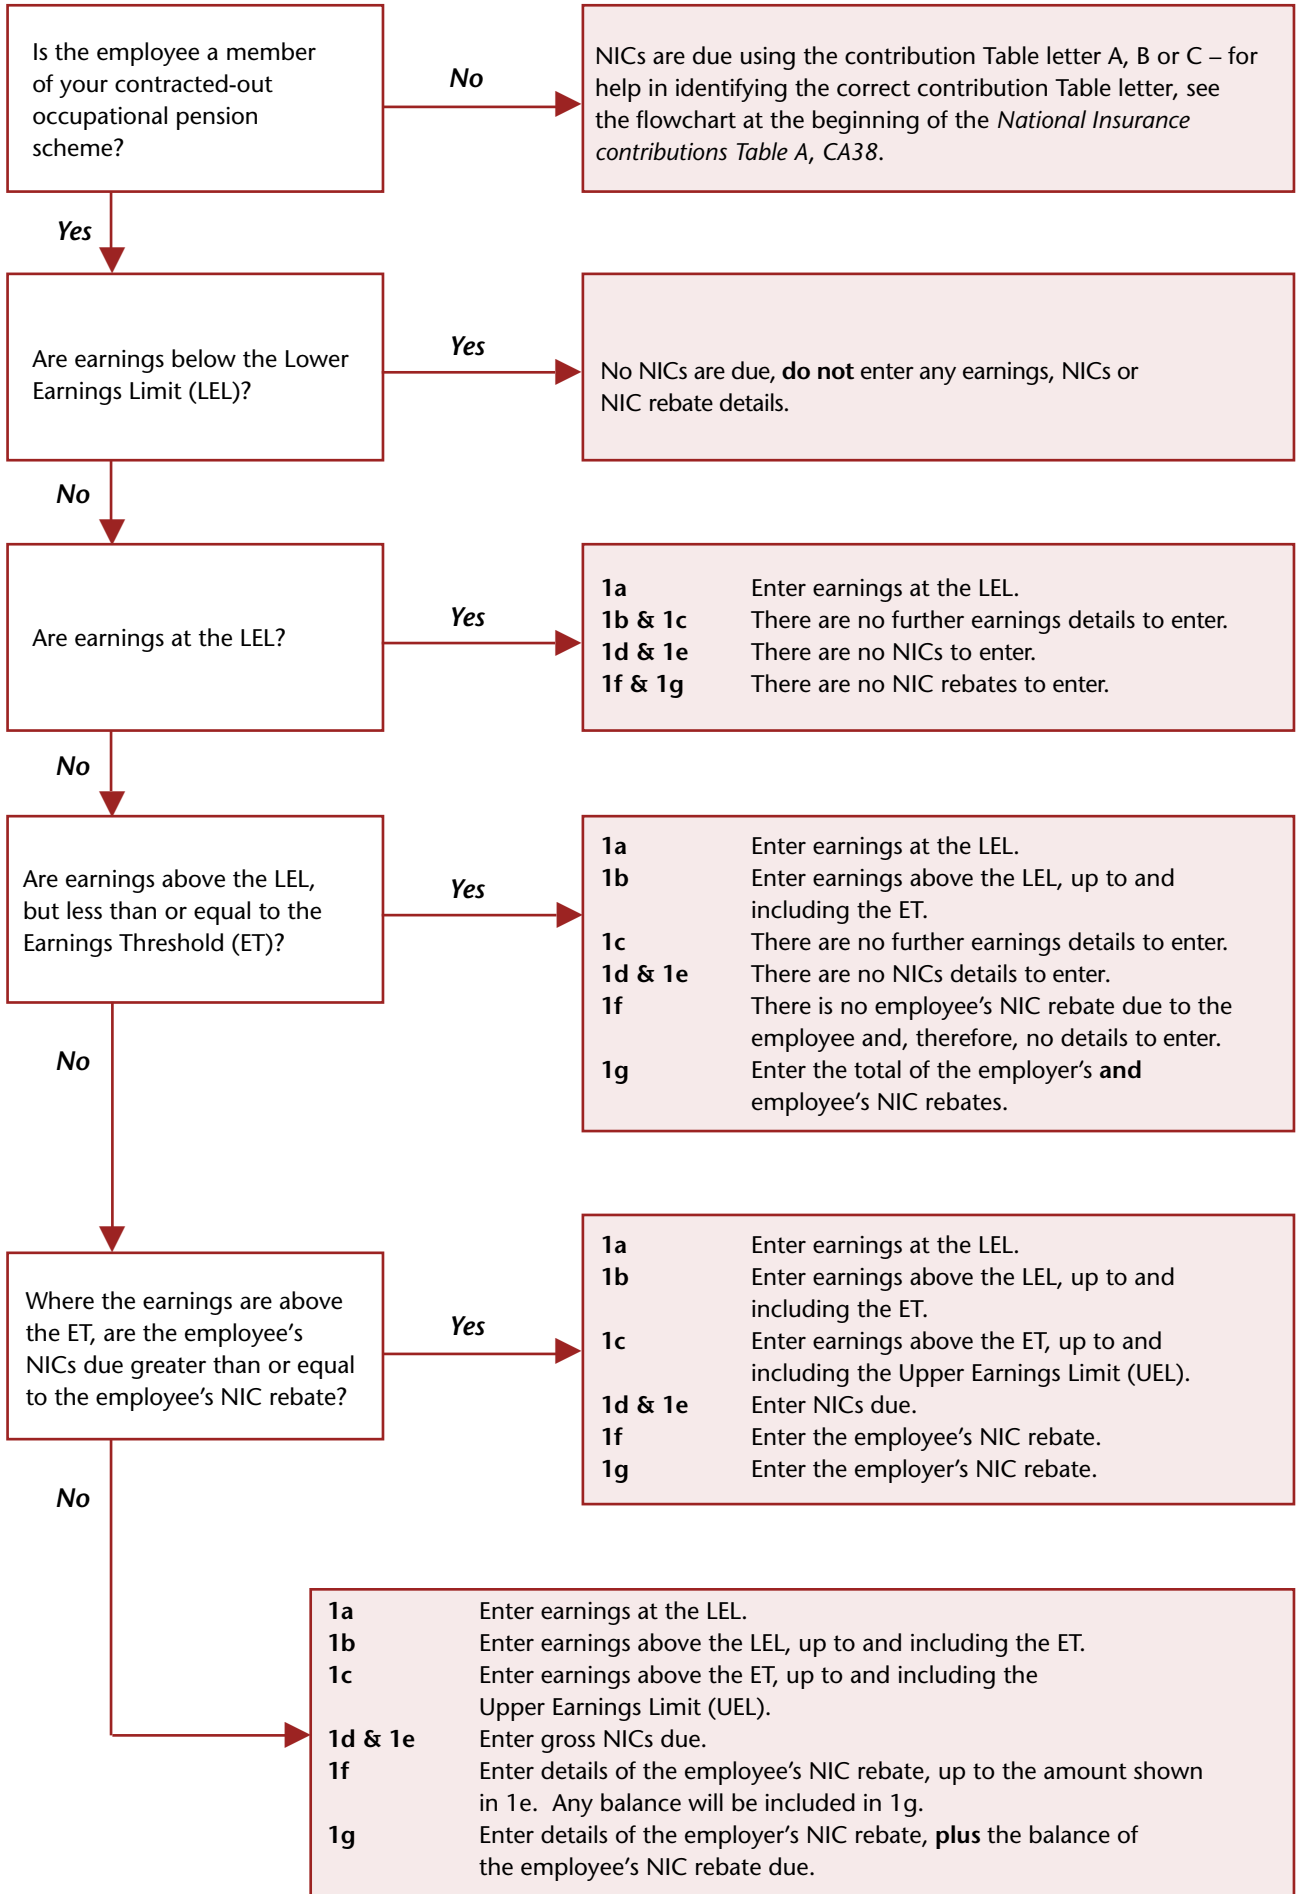 Is the employee a member
of your contracted-out
occupational pension
scheme?
No
NICs are due using the contribution Table letter A, B or C – for
help in identifying the correct contribution Table letter, see
the flowchart at the beginning of the National Insurance
contributions Table A, CA38.
Yes
Are earnings below the Lower
Earnings Limit (LEL)?
Yes
No NICs are due, do not enter any earnings, NICs or
NIC rebate details.
No
Are earnings at the LEL?
Yes
1a Enter earnings at the LEL.
1b & 1c There are no further earnings details to enter.
1d & 1e There are no NICs to enter.
1f & 1g There are no NIC rebates to enter.
No
Are earnings above the LEL,
but less than or equal to the
Earnings Threshold (ET)?
Yes
1a Enter earnings at the LEL.
1b Enter earnings above the LEL, up to and
including the ET.
1c There are no further earnings details to enter.
1d & 1e There are no NICs details to enter.
1f There is no employee's NIC rebate due to the
employee and, therefore, no details to enter.
1g Enter the total of the employer's and
employee's NIC rebates.
No
Where the earnings are above
the ET, are the employee's
NICs due greater than or equal
to the employee's NIC rebate?
Yes
1a Enter earnings at the LEL.
1b Enter earnings above the LEL, up to and
including the ET.
1c Enter earnings above the ET, up to and
including the Upper Earnings Limit (UEL).
1d & 1e Enter NICs due.
1f Enter the employee's NIC rebate.
1g Enter the employer's NIC rebate.
No
1a Enter earnings at the LEL.
1b Enter earnings above the LEL, up to and including the ET.
1c Enter earnings above the ET, up to and including the
Upper Earnings Limit (UEL).
1d & 1e Enter gross NICs due.
1f Enter details of the employee's NIC rebate, up to the amount shown
in 1e. Any balance will be included in 1g.
1g Enter details of the employer's NIC rebate, plus the balance of
the employee's NIC rebate due.